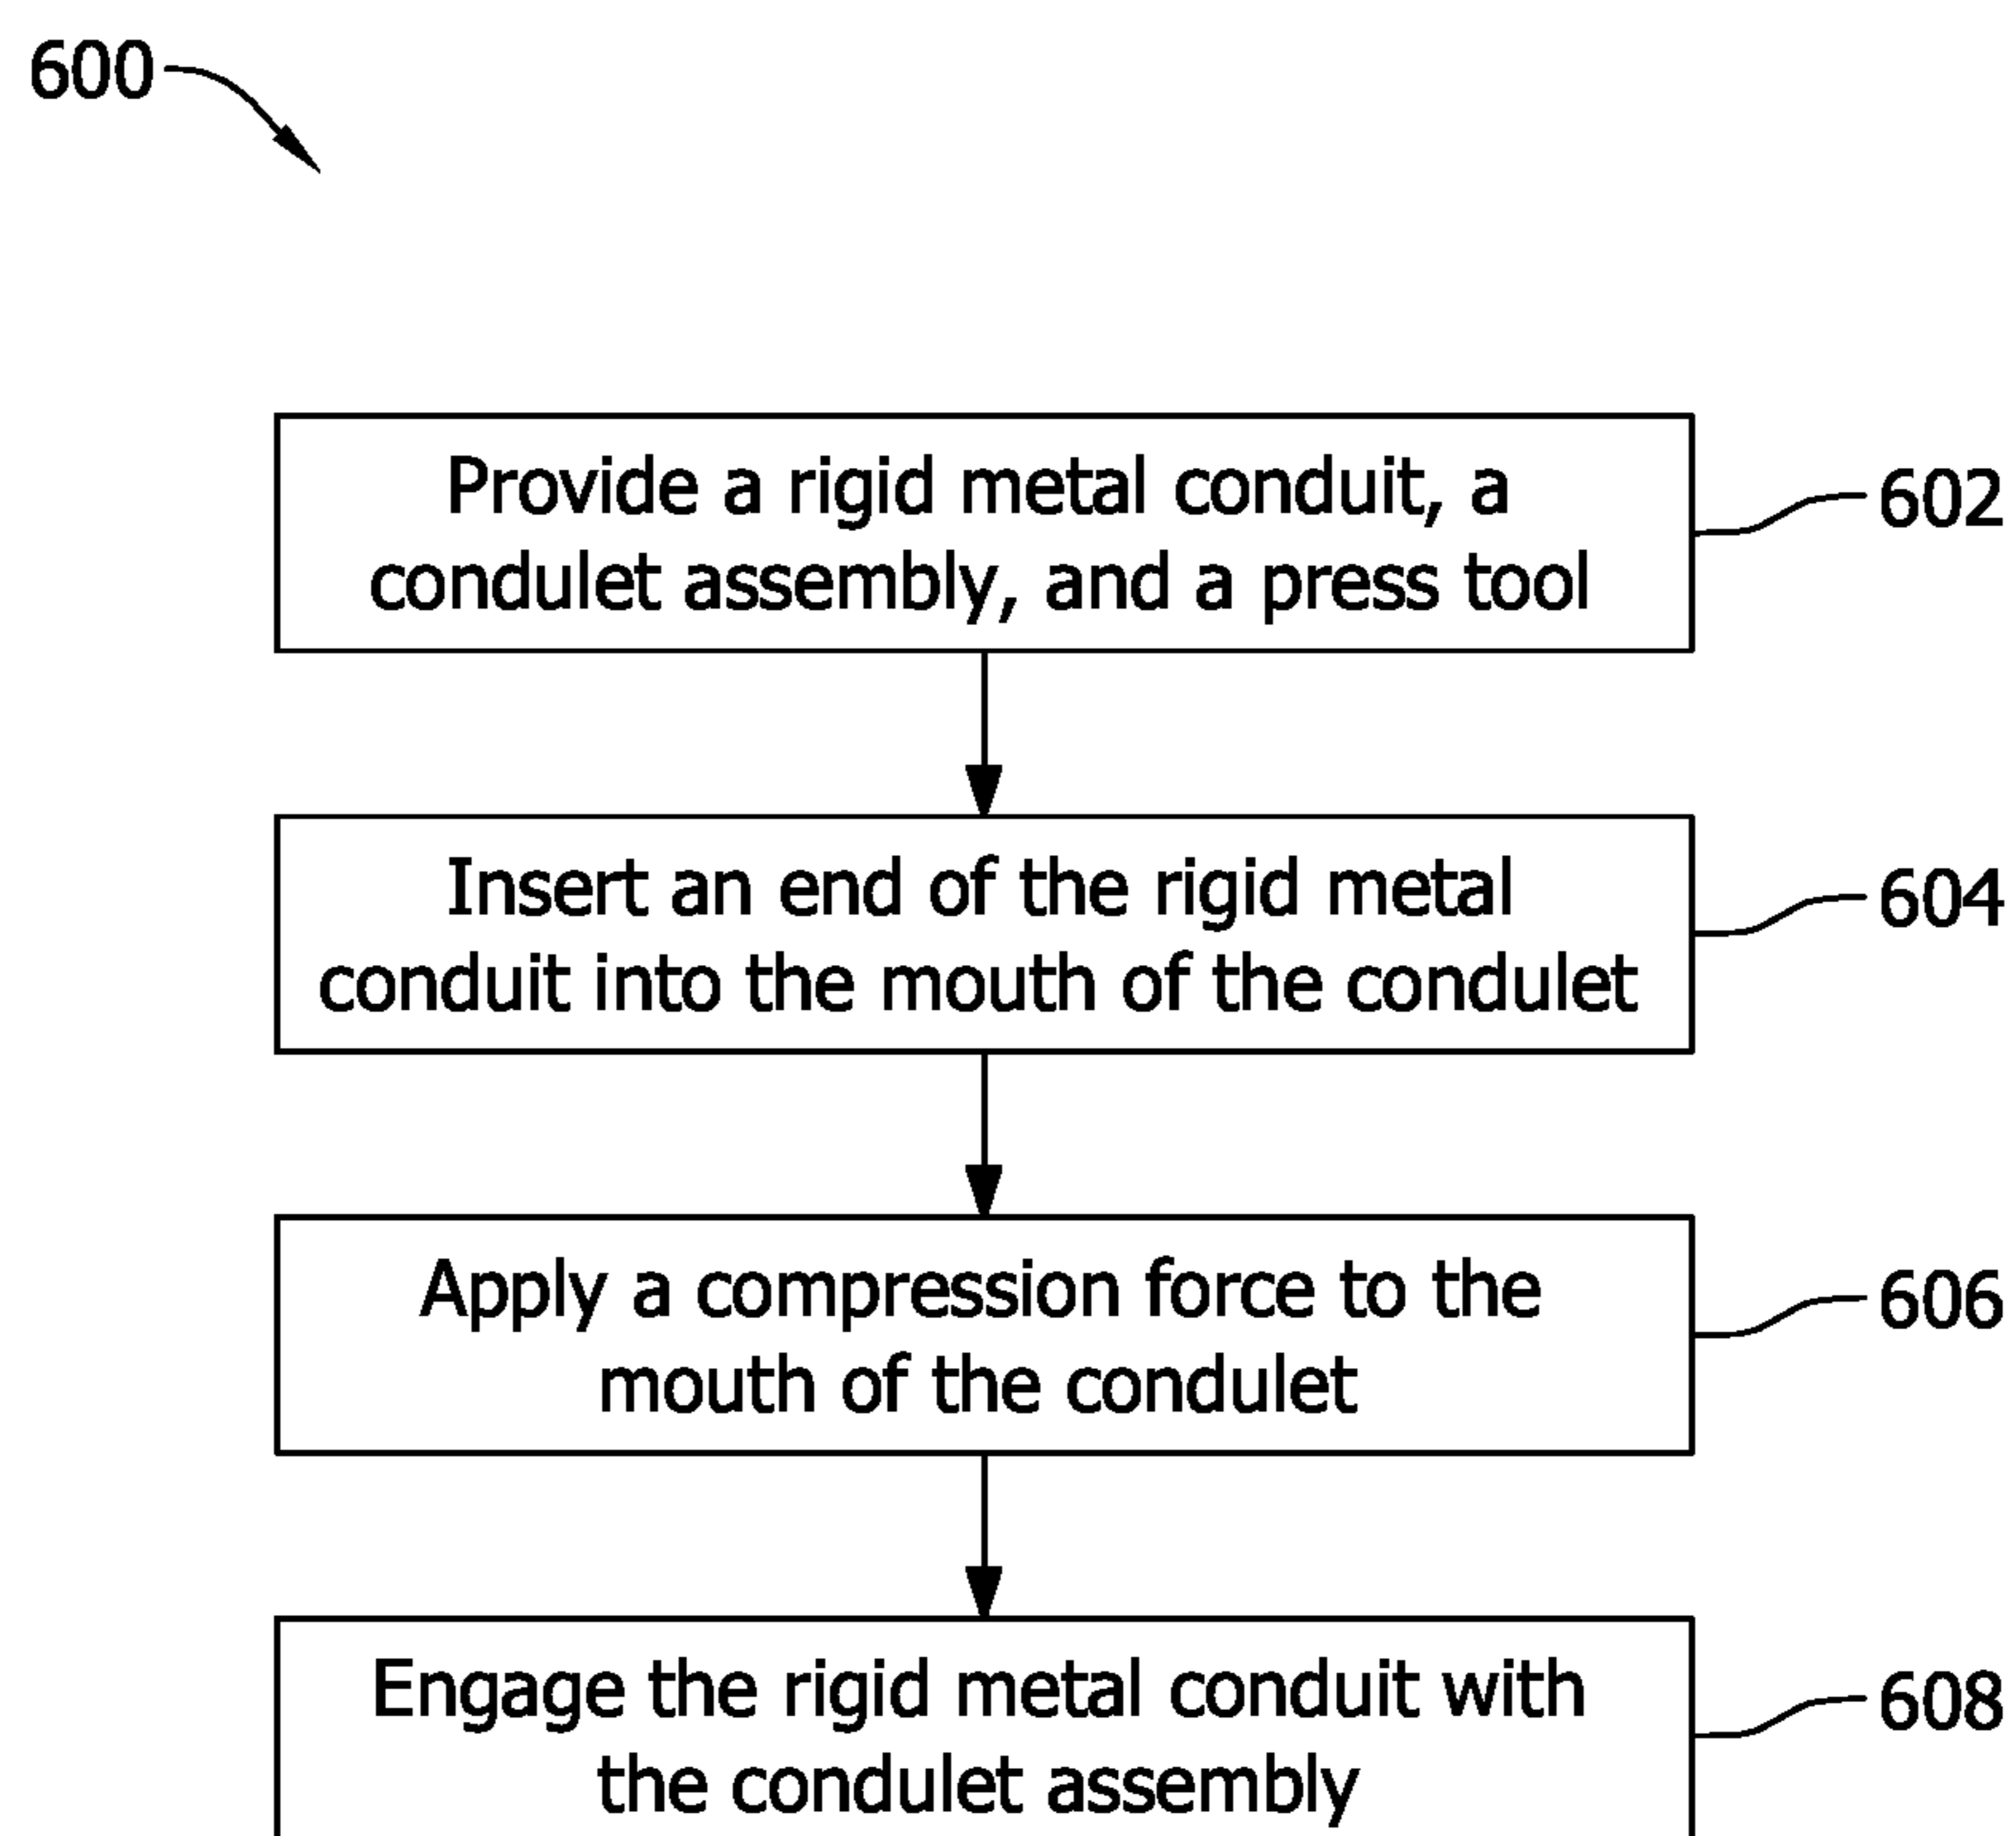 600
Provide a rigid metal conduit, a
condulet assembly, and a press tool
602
Insert an end of the rigid metal
conduit into the mouth of the condulet
604
Apply a compression force to the
mouth of the condulet
606
Engage the rigid metal conduit with
the condulet assembly
608